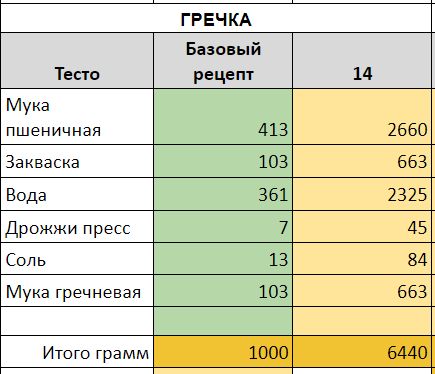 ГРЕЧКА
Тесто Базовый рецепт 14
Мука пшеничная 413 2660
Закваска 103 663
Вода 361 2325
Дрожжи пресс 7 45
Соль 13 84
Мука гречневая 103 663
Итого грамм 1000 6440